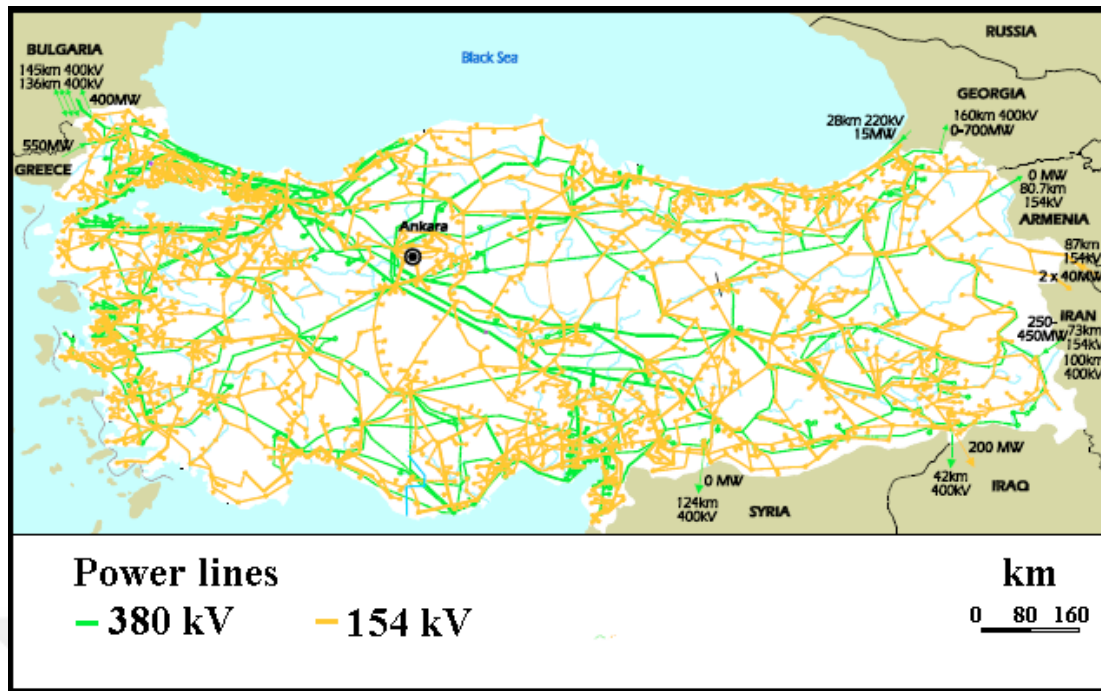 BULGARIA
145km 400kV
136km 400kV
400MW
550MW
GREECE
Black Sea
RUSSIA
GEORGIA
28km 220kV
15MW
160km 400kV
0-700MW
0 MW
80.7km
154kV
ARMENIA
87km
154kV
2 x 40MW
IRAN
250-
450MW
73km
154kV
100km
400kV
Ankara
200 MW
42km
400kV
IRAQ
0 MW
124km
400kV
SYRIA
Power lines
380 kV
154 kV
km
0 80 160